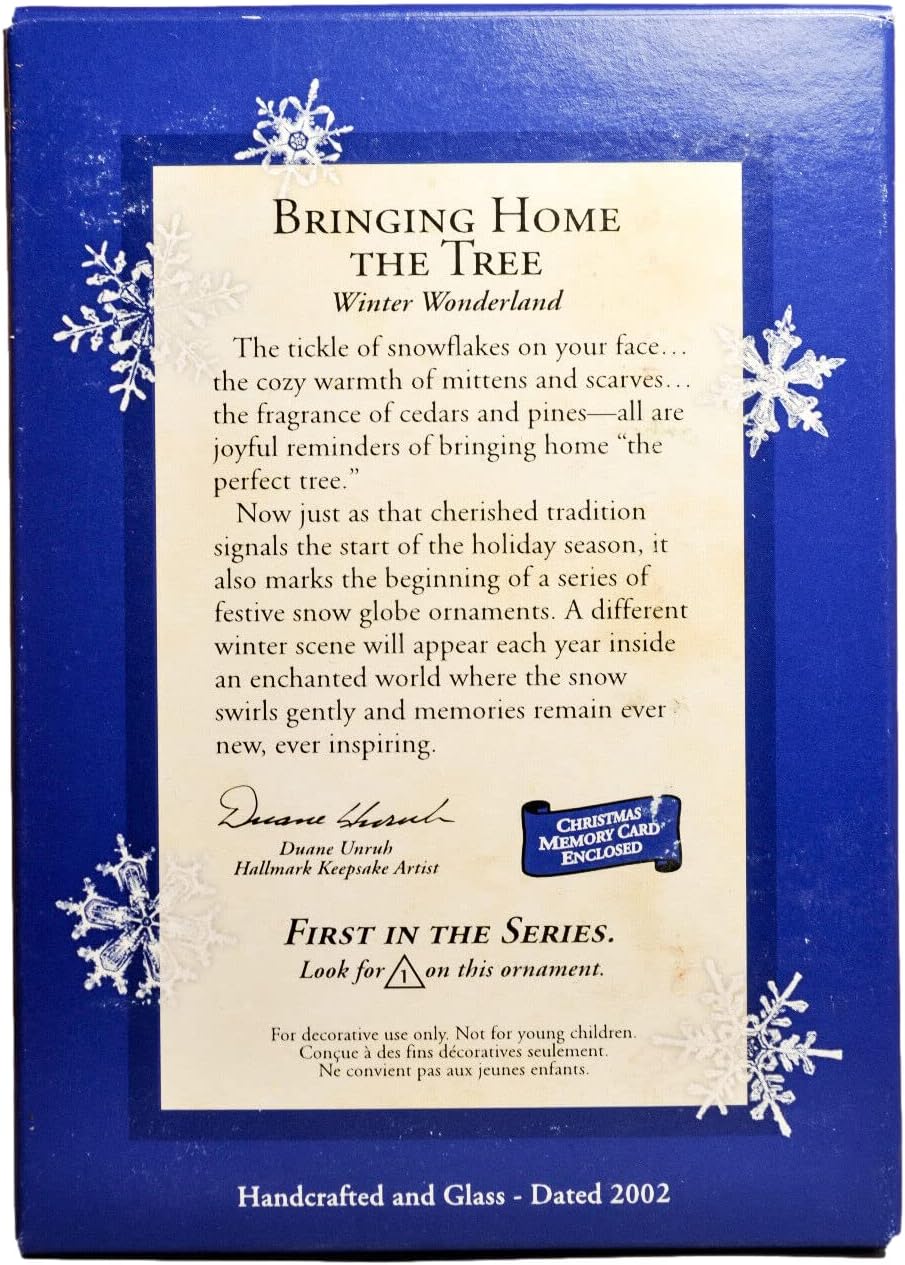 BRINGING HOME
THE TREE
Winter Wonderland
The tickle of snowflakes on your face...
the cozy warmth of mittens and scarves...
the fragrance of cedars and pines—all are
joyful reminders of bringing home “the
perfect tree.”
Now just as that cherished tradition
signals the start of the holiday season, it
also marks the beginning of a series of
festive snow globe ornaments. A different
winter scene will appear each year inside
an enchanted world where the snow
swirls gently and memories remain ever
new, ever inspiring.
Duane Unruh
Duane Unruh
Hallmark Keepsake Artist
CHRISTMAS
MEMORY CARD
ENCLOSED
FIRST IN THE SERIES.
Look for 1 on this ornament.
For decorative use only. Not for young children.
Conçue à des fins décoratives seulement.
Ne convient pas aux jeunes enfants.
Handcrafted and Glass - Dated 2002